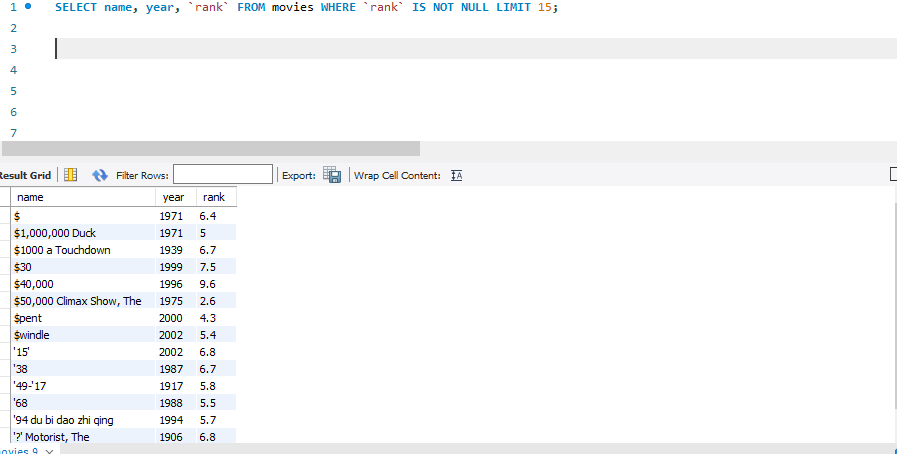 1 SELECT name, year, `rank` FROM movies WHERE `rank` IS NOT NULL LIMIT 15;
2
3
4
5
6
7
Result Grid Filter Rows: Export: Wrap Cell Content:
name year rank
$ 1971 6.4
$1,000,000 Duck 1971 5
$1000 a Touchdown 1939 6.7
$30 1999 7.5
$40,000 1996 9.6
$50,000 Climax Show, The 1975 2.6
$pent 2000 4.3
$windle 2002 5.4
'15' 2002 6.8
'38 1987 6.7
'49-'17 1917 5.8
'68 1988 5.5
'94 du bi dao zhi qing 1994 5.7
'?' Motorist, The 1906 6.8
movies 9